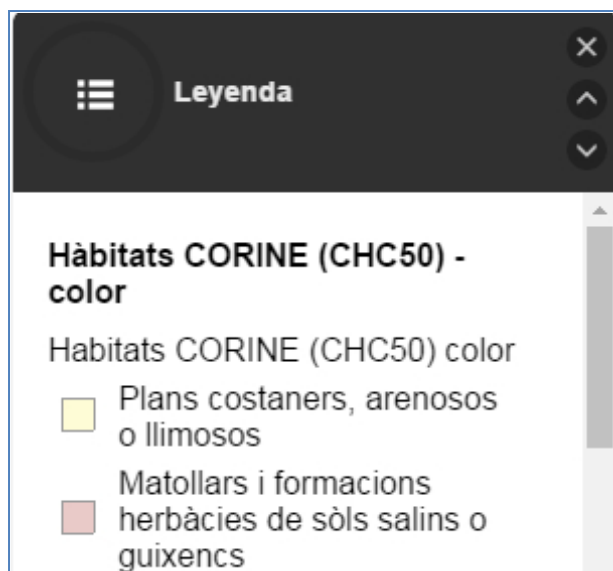 Leyenda
Hàbitats CORINE (CHC50) -
color
Habitats CORINE (CHC50) color
Plans costaners, arenosos
o llimosos
Matollars i formacions
herbàcies de sòls salins o
guixencs